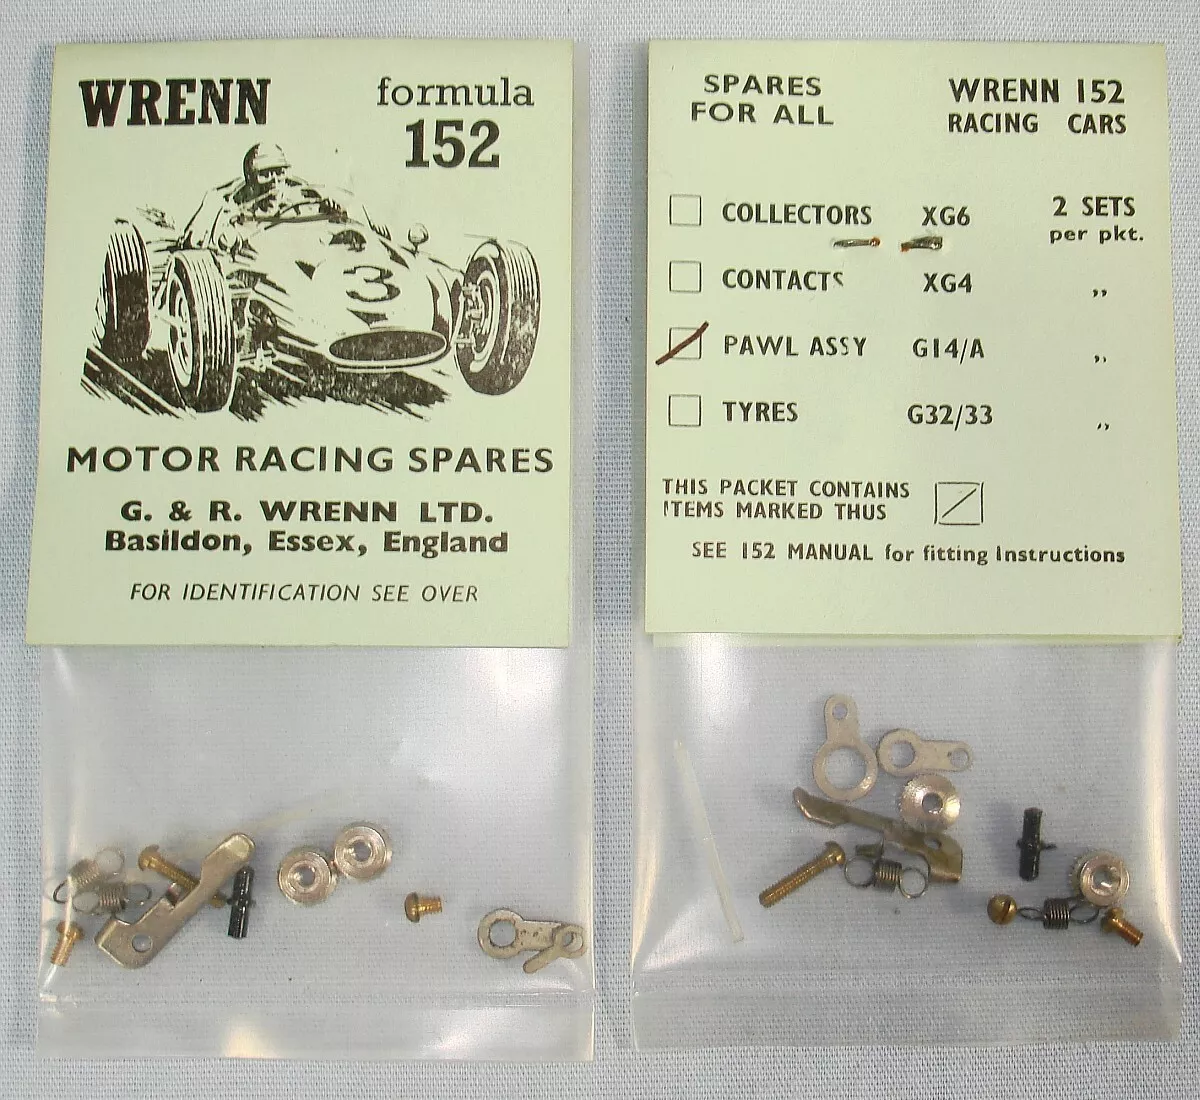 WRENN formula
152
3
MOTOR RACING SPARES
G. & R. WRENN LTD.
Basildon, Essex, England
FOR IDENTIFICATION SEE OVER
SPARES WRENN 152
FOR ALL RACING CARS
COLLECTORS XG6 2 SETS
per pkt.
CONTACTS XG4 ,,
PAWL ASSY G14/A ,,
TYRES G32/33 ,,
THIS PACKET CONTAINS
ITEMS MARKED THUS
SEE 152 MANUAL for fitting Instructions